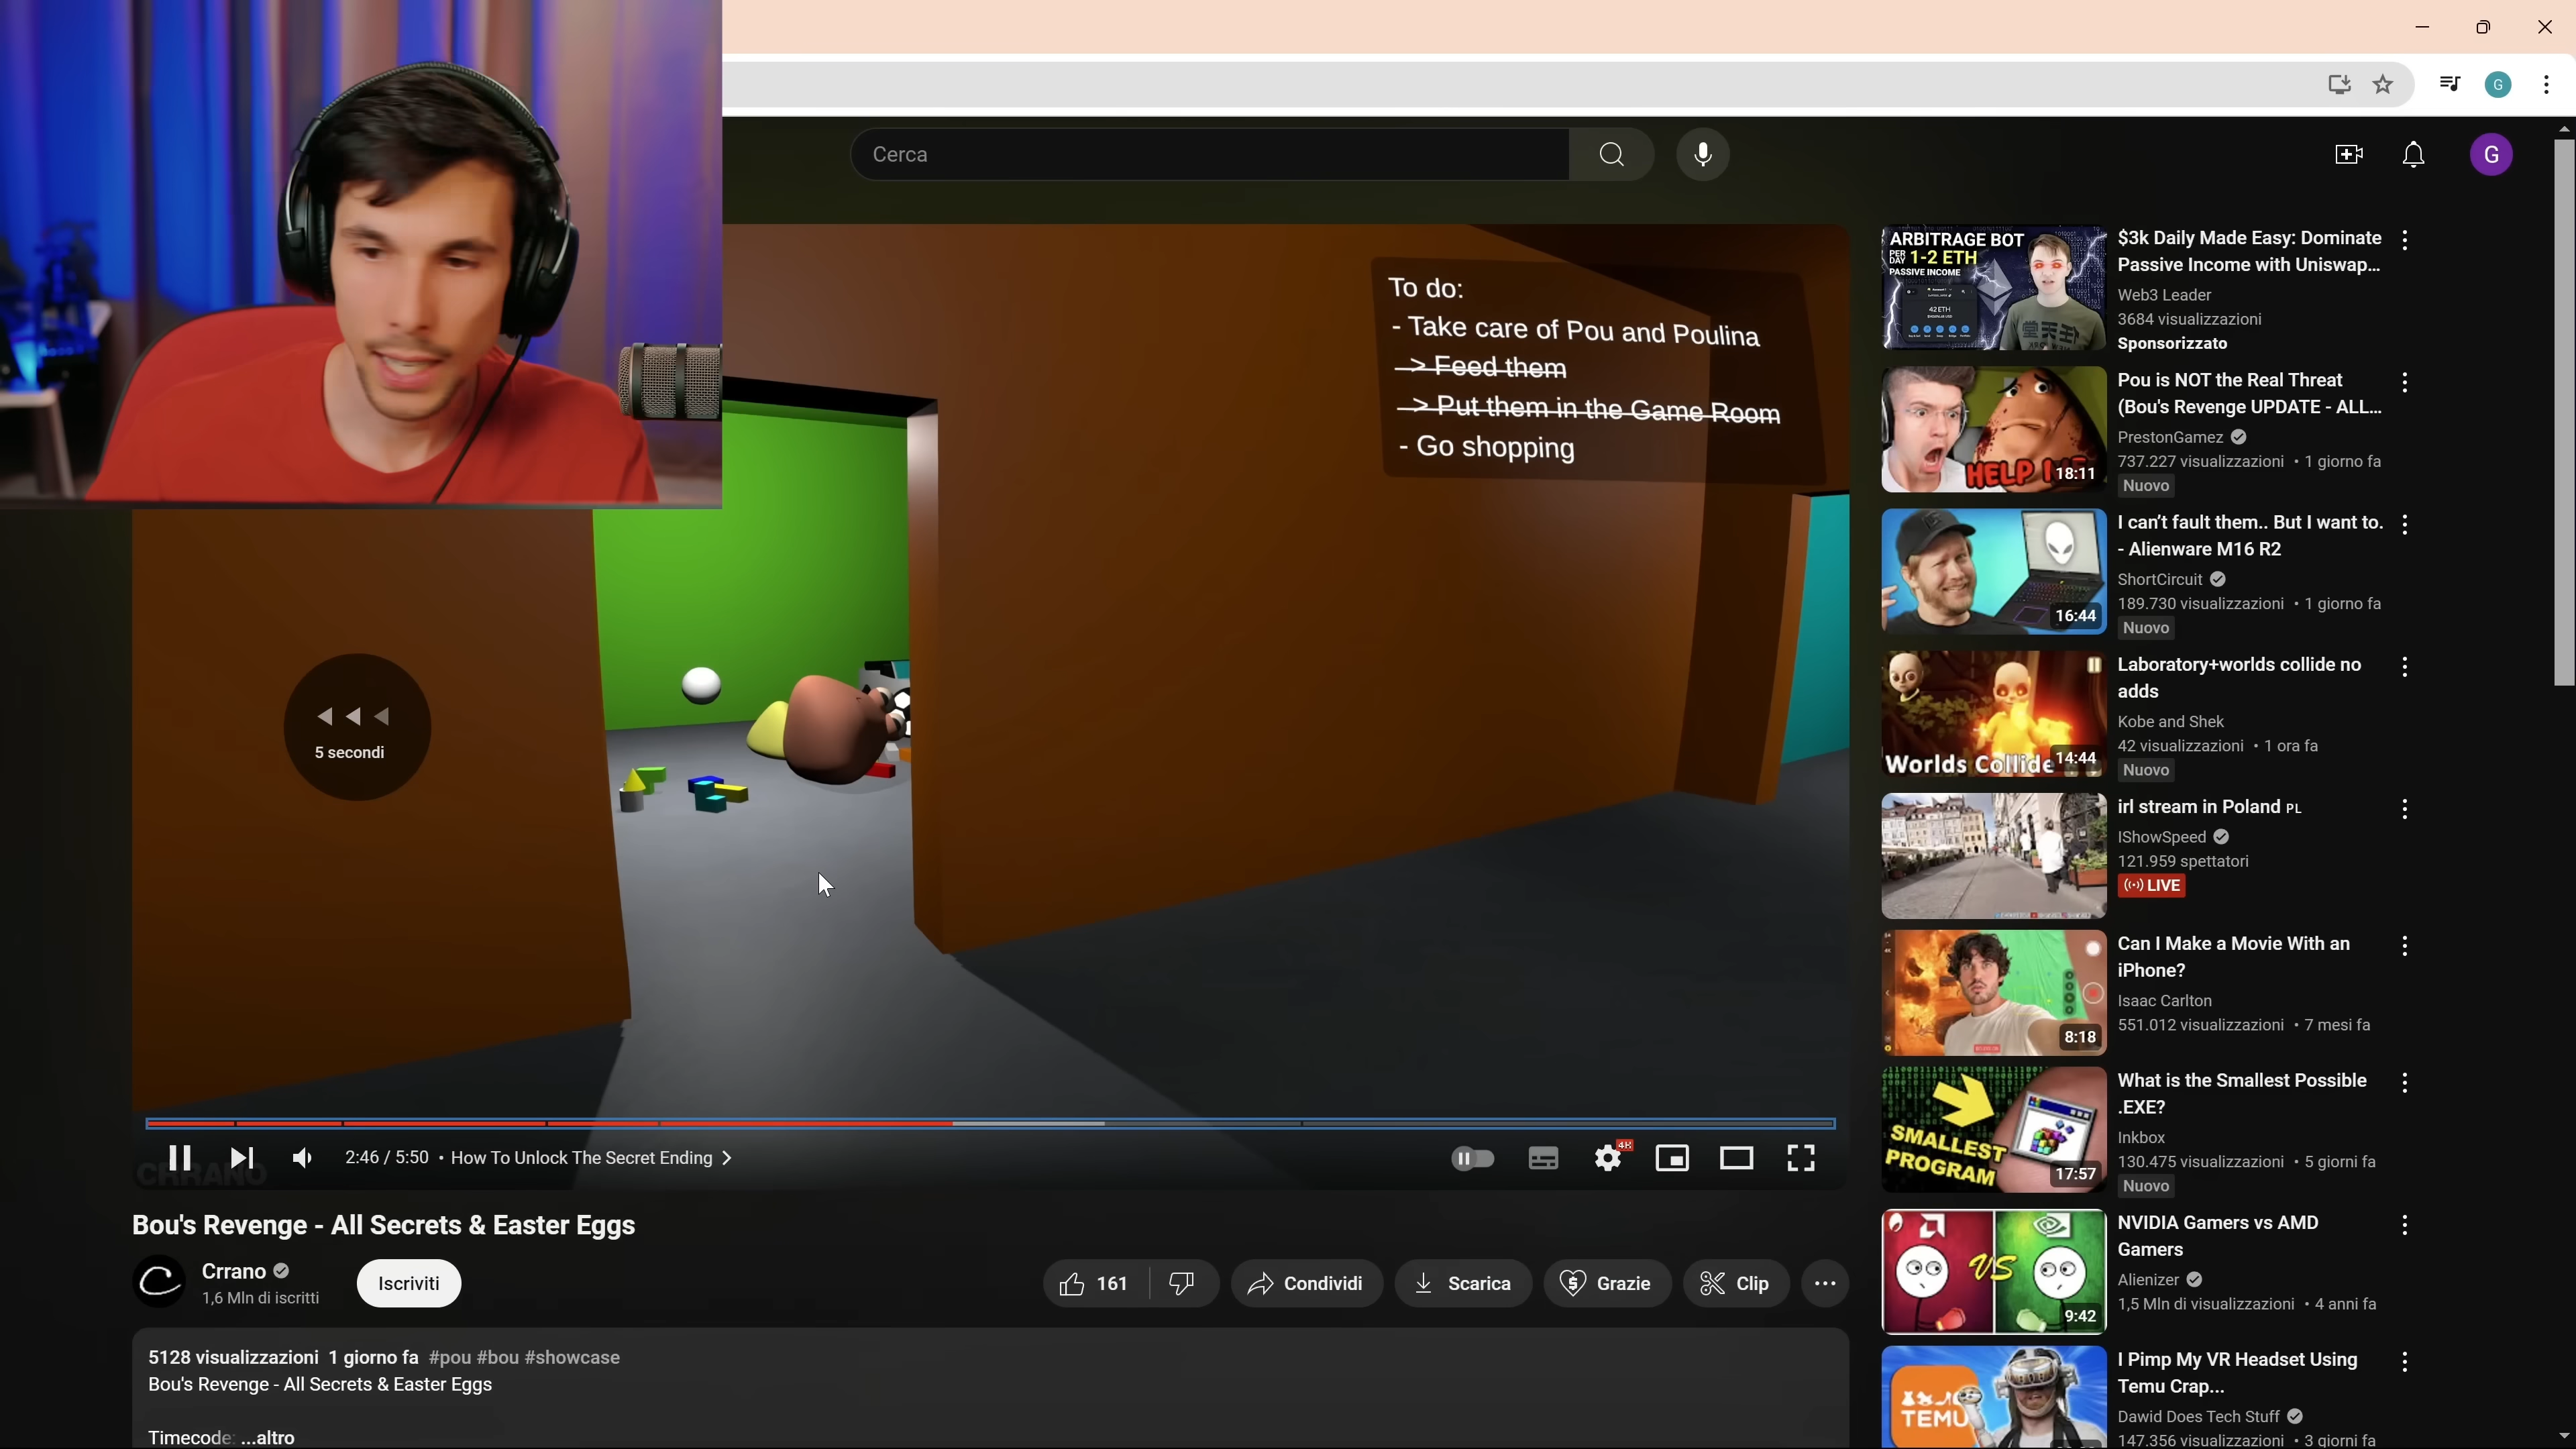 G
Cerca
G
To do:
- Take care of Pou and Poulina
-> Feed them
-> Put them in the Game Room
- Go shopping
5 secondi
CRRANO
2:46 / 5:50 • How To Unlock The Secret Ending
4K
Bou's Revenge - All Secrets & Easter Eggs
Crrano
1,6 Mln di iscritti
Iscriviti
161
Condividi
Scarica
Grazie
Clip
5128 visualizzazioni 1 giorno fa #pou #bou #showcase
Bou's Revenge - All Secrets & Easter Eggs
Timecode: ...altro
ARBITRAGE BOT
PER DAY 1-2 ETH
PASSIVE INCOME
42 ETH
$3k Daily Made Easy: Dominate
Passive Income with Uniswap...
Web3 Leader
3684 visualizzazioni
Sponsorizzato
18:11
Pou is NOT the Real Threat
(Bou's Revenge UPDATE - ALL...
PrestonGamez
737.227 visualizzazioni • 1 giorno fa
Nuovo
16:44
I can’t fault them.. But I want to.
- Alienware M16 R2
ShortCircuit
189.730 visualizzazioni • 1 giorno fa
Nuovo
Worlds Collide
14:44
Laboratory+worlds collide no
adds
Kobe and Shek
42 visualizzazioni • 1 ora fa
Nuovo
irl stream in Poland PL
IShowSpeed
121.959 spettatori
LIVE
8:18
Can I Make a Movie With an
iPhone?
Isaac Carlton
551.012 visualizzazioni • 7 mesi fa
SMALLEST
PROGRAM
17:57
What is the Smallest Possible
.EXE?
Inkbox
130.475 visualizzazioni • 5 giorni fa
Nuovo
VS
9:42
NVIDIA Gamers vs AMD
Gamers
Alienizer
1,5 Mln di visualizzazioni • 4 anni fa
TEMU
I Pimp My VR Headset Using
Temu Crap...
Dawid Does Tech Stuff
147.356 visualizzazioni • 3 giorni fa